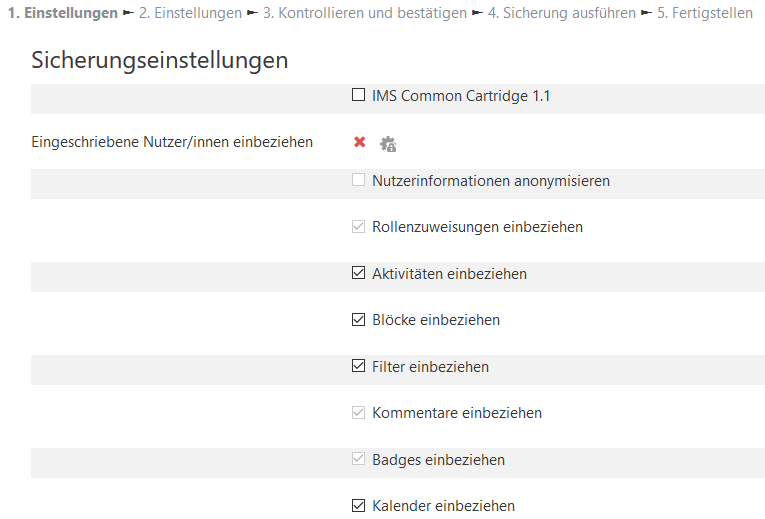 1. Einstellungen ► 2. Einstellungen ► 3. Kontrollieren und bestätigen ► 4. Sicherung ausführen ► 5. Fertigstellen
Sicherungseinstellungen
IMS Common Cartridge 1.1
Eingeschriebene Nutzer/innen einbeziehen
Nutzerinformationen anonymisieren
Rollenzuweisungen einbeziehen
Aktivitäten einbeziehen
Blöcke einbeziehen
Filter einbeziehen
Kommentare einbeziehen
Badges einbeziehen
Kalender einbeziehen